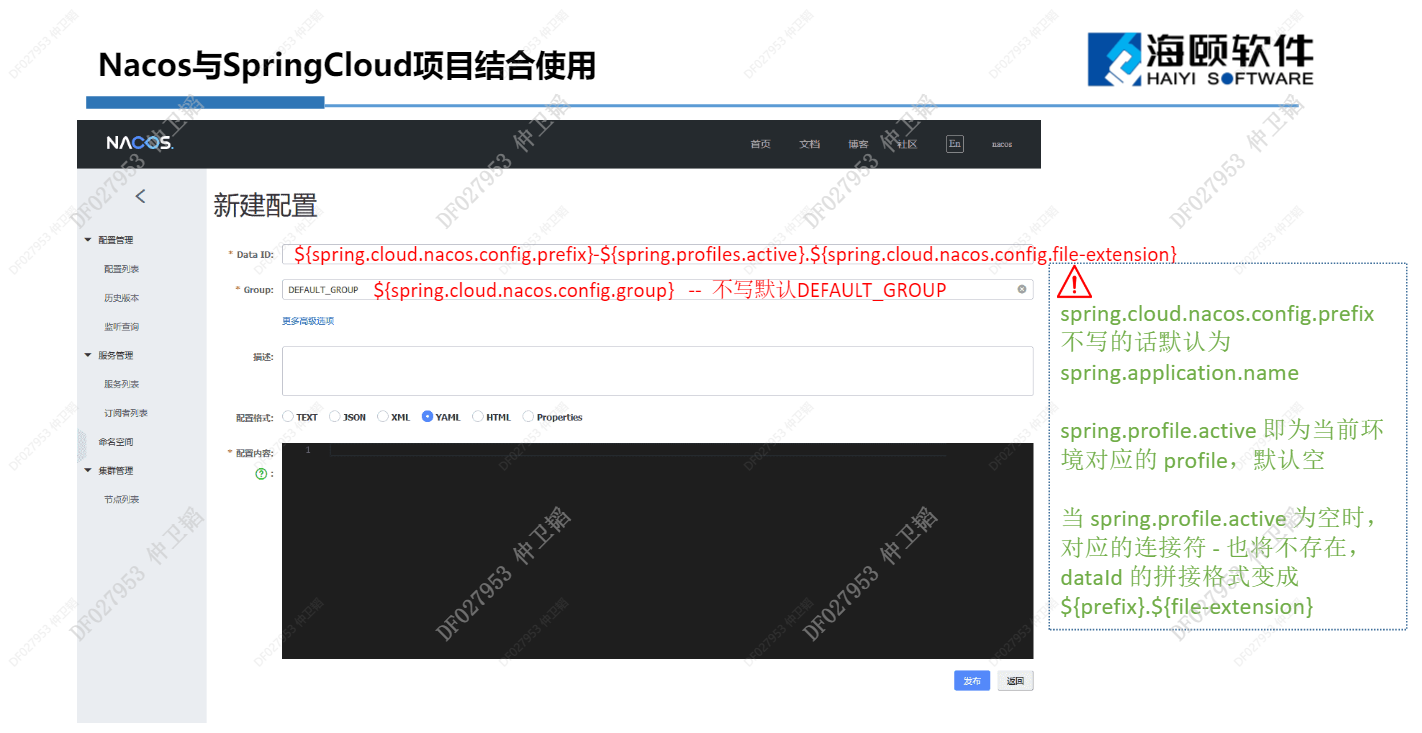 Nacos与SpringCloud项目结合使用
海颐软件
HAIYI SOFTWARE
NACOS.
首页 文档 博客 社区 En nacos
新建配置
配置管理
配置列表
历史版本
监听查询
服务管理
服务列表
订阅者列表
命名空间
集群管理
节点列表
* Data ID: ${spring.cloud.nacos.config.prefix}-${spring.profiles.active}.${spring.cloud.nacos.config.file-extension}
* Group: DEFAULT_GROUP ${spring.cloud.nacos.config.group} -- 不写默认DEFAULT_GROUP
更多高级选项
描述:
配置格式: TEXT JSON XML YAML HTML Properties
* 配置内容: 1
? :
发布 返回
spring.cloud.nacos.config.prefix
不写的话默认为
spring.application.name
spring.profile.active 即为当前环
境对应的 profile，默认空
当 spring.profile.active 为空时，
对应的连接符 - 也将不存在，
dataId 的拼接格式变成
${prefix}.${file-extension}
DF027953 仲卫韬